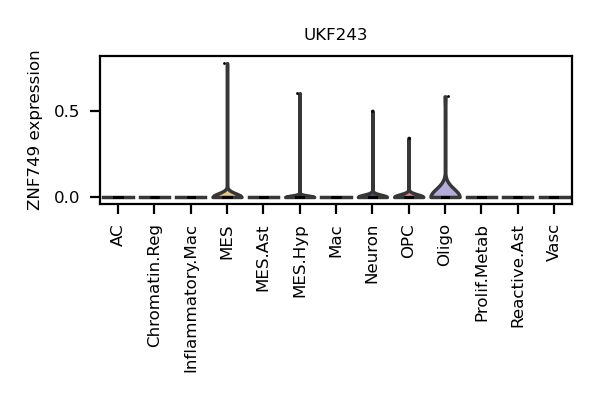 UKF243
ZNF749 expression
0.5
0.0
AC
Chromatin.Reg
Inflammatory.Mac
MES
MES.Ast
MES.Hyp
Mac
Neuron
OPC
Oligo
Prolif.Metab
Reactive.Ast
Vasc